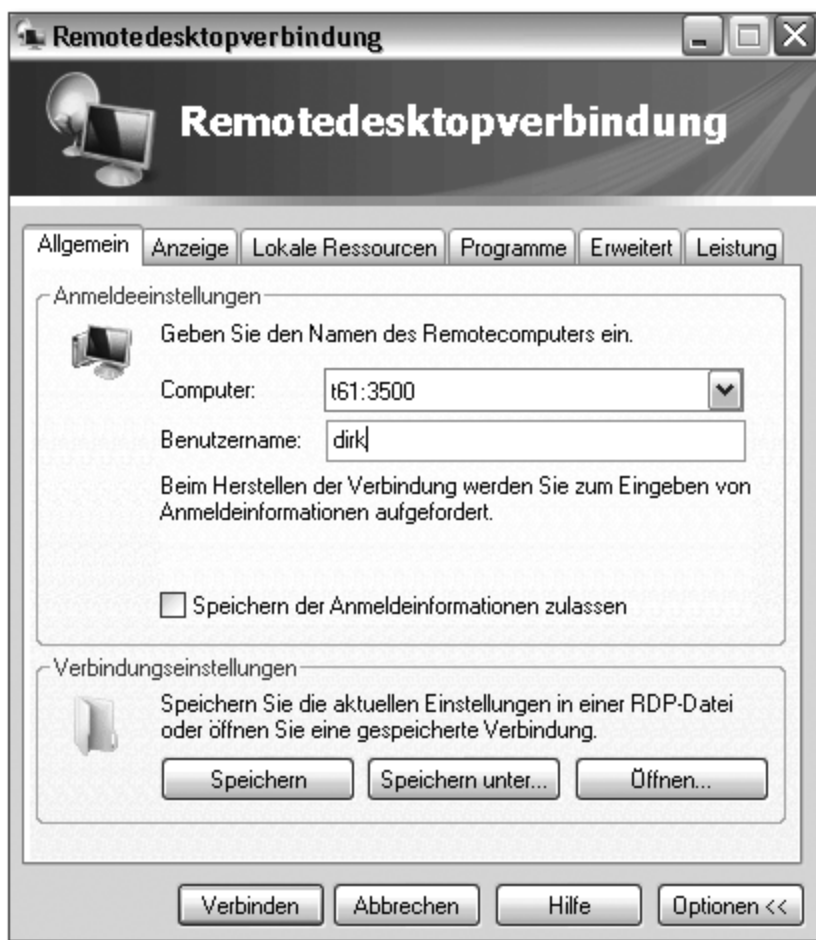 Remotedesktopverbindung
Remotedesktopverbindung
Allgemein Anzeige Lokale Ressourcen Programme Erweitert Leistung
Anmeldeeinstellungen
Geben Sie den Namen des Remotecomputers ein.
Computer: t61:3500
Benutzername: dirk
Beim Herstellen der Verbindung werden Sie zum Eingeben von
Anmeldeinformationen aufgefordert.
Speichern der Anmeldeinformationen zulassen
Verbindungseinstellungen
Speichern Sie die aktuellen Einstellungen in einer RDP-Datei
oder öffnen Sie eine gespeicherte Verbindung.
Speichern Speichern unter... Öffnen...
Verbinden Abbrechen Hilfe Optionen <<